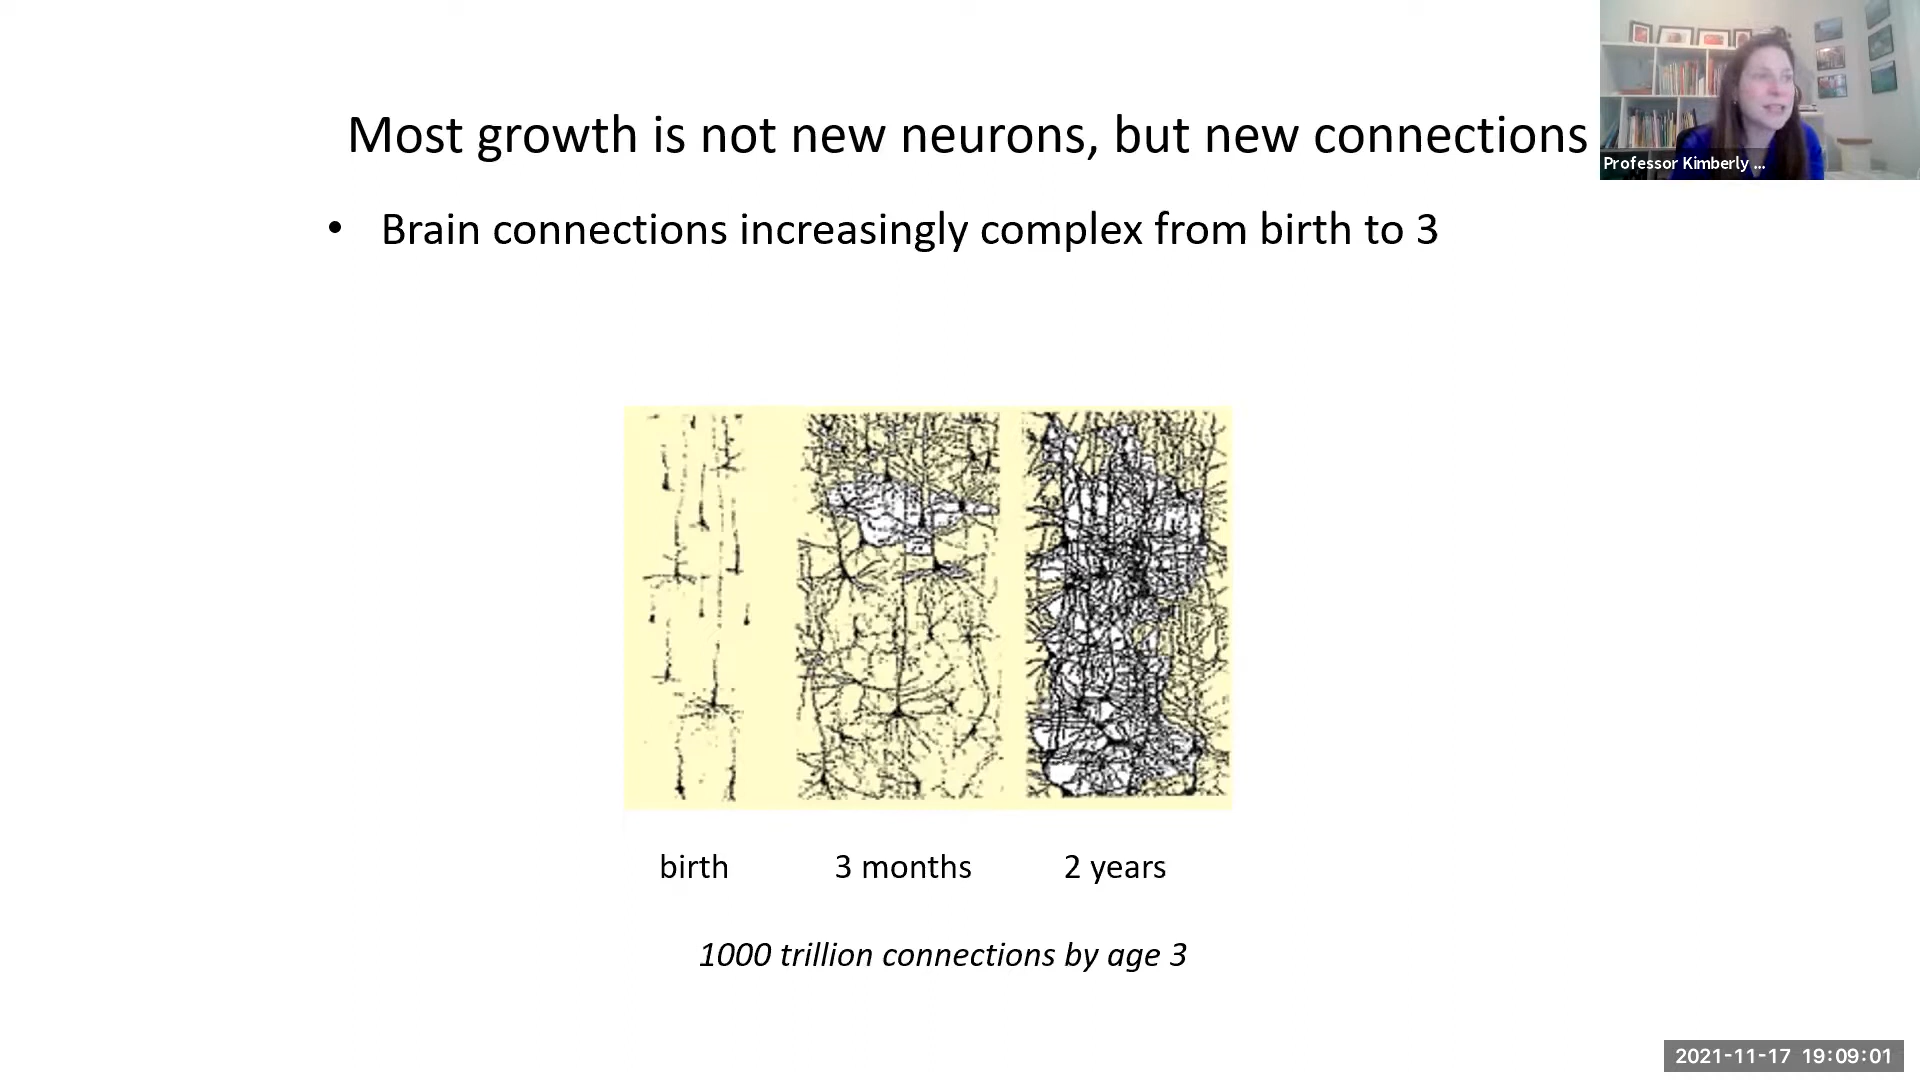 Most growth is not new neurons, but new connections
Professor Kimberly ...
• Brain connections increasingly complex from birth to 3
birth 3 months 2 years
1000 trillion connections by age 3
2021-11-17 19:09:01